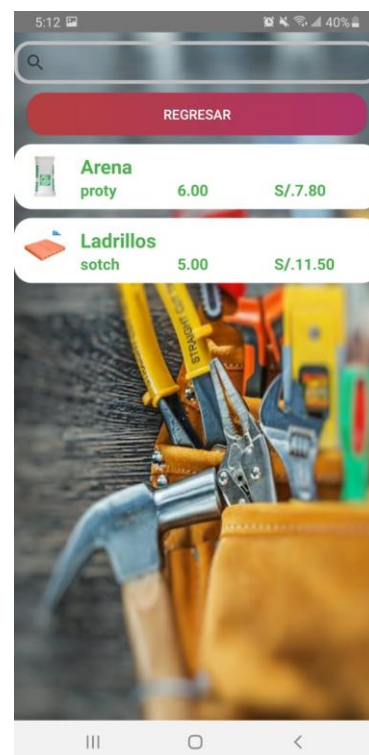 5:12 40%
REGRESAR
Arena
proty 6.00 S/.7.80
Ladrillos
sotch 5.00 S/.11.50
STRAIGHT CUT